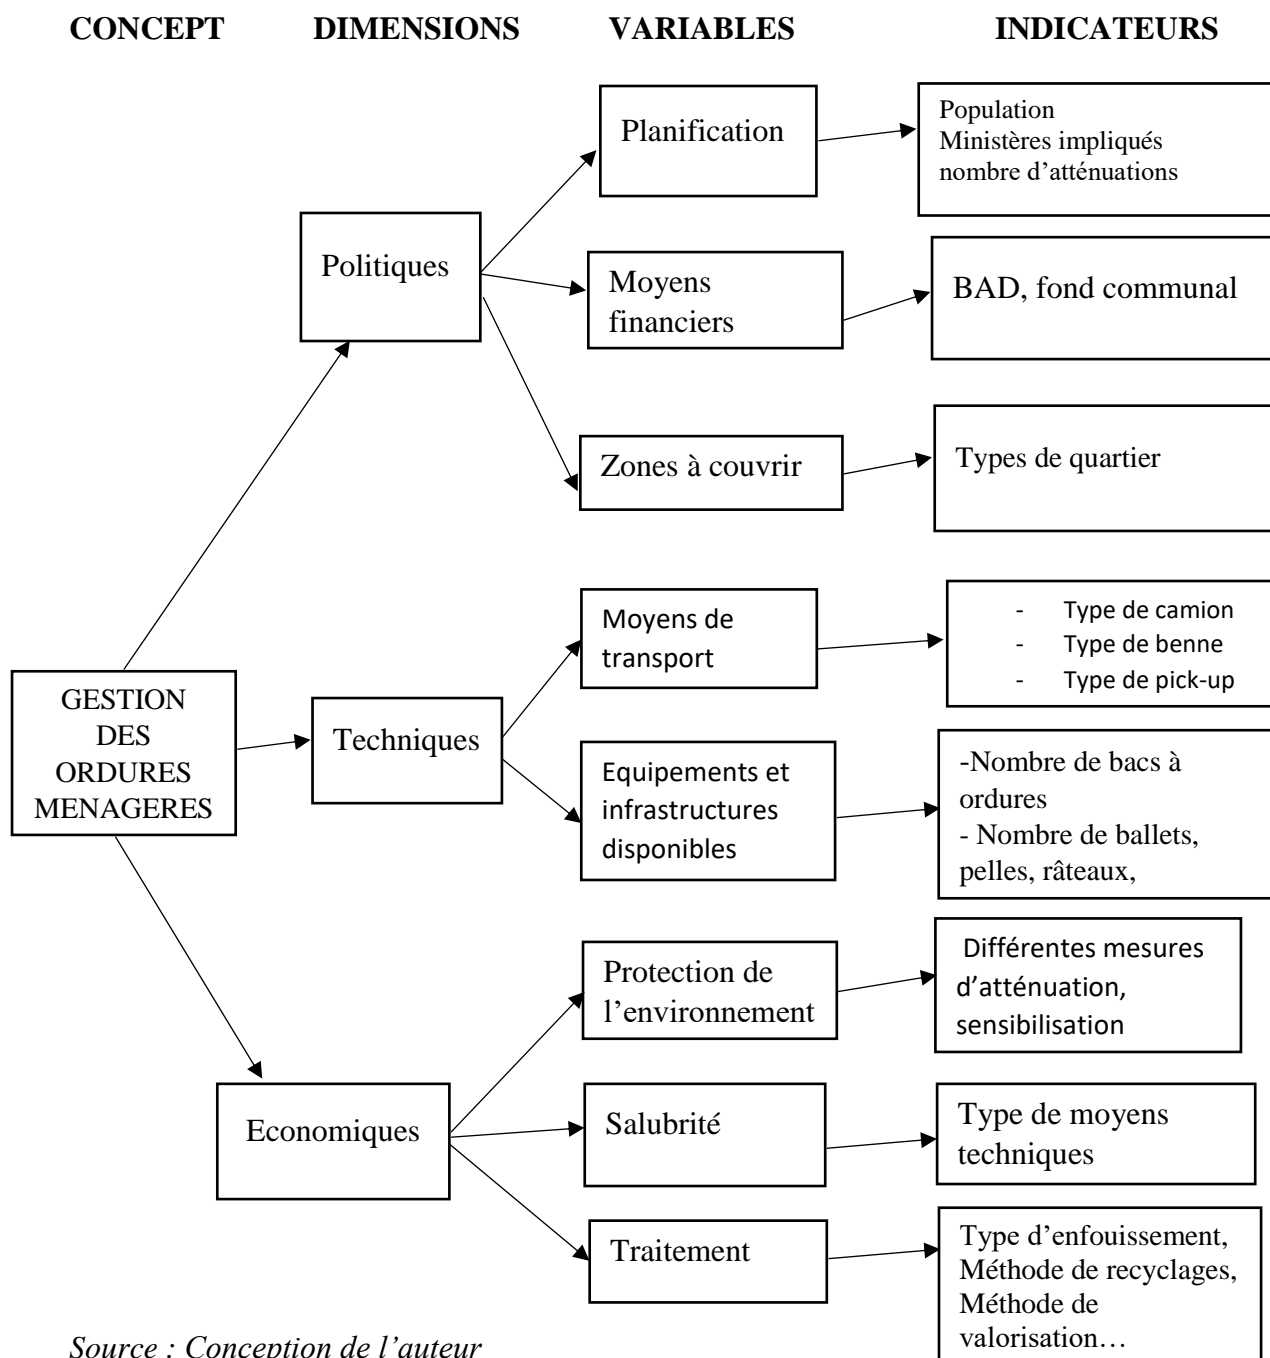 CONCEPT DIMENSIONS VARIABLES INDICATEURS
Planification
Population
Ministères impliqués
nombre d’atténuations
Politiques
Moyens
financiers
BAD, fond communal
Zones à couvrir
Types de quartier
GESTION
DES
ORDURES
MENAGERES
Techniques
Moyens de
transport
- Type de camion
- Type de benne
- Type de pick-up
Equipements et
infrastructures
disponibles
-Nombre de bacs à
ordures
- Nombre de ballets,
pelles, râteaux,
Economiques
Protection de
l’environnement
Différentes mesures
d’atténuation,
sensibilisation
Salubrité
Type de moyens
techniques
Traitement
Type d’enfouissement,
Méthode de recyclages,
Méthode de
valorisation…
Source : Conception de l’auteur